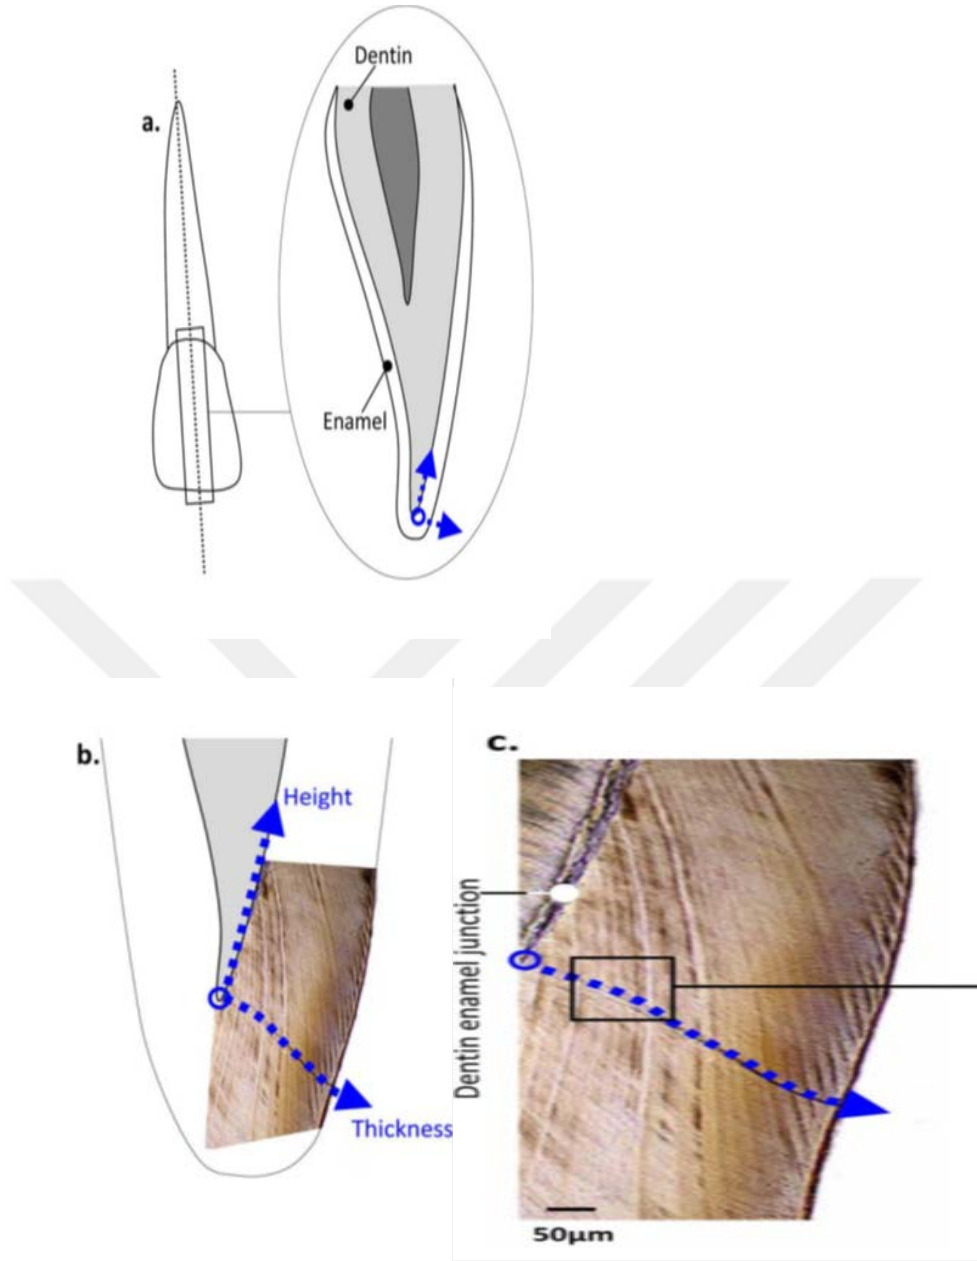 Dentin
a.
Enamel
b.
Height
Thickness
c.
Dentin enamel junction
50µm